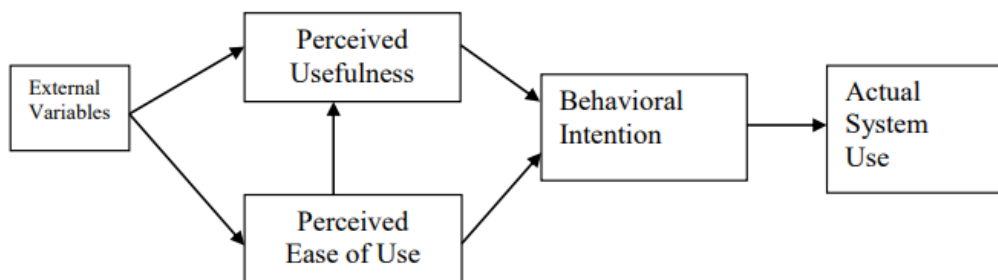 Perceived
Usefulness
External
Variables
Behavioral
Intention
Actual
System
Use
Perceived
Ease of Use